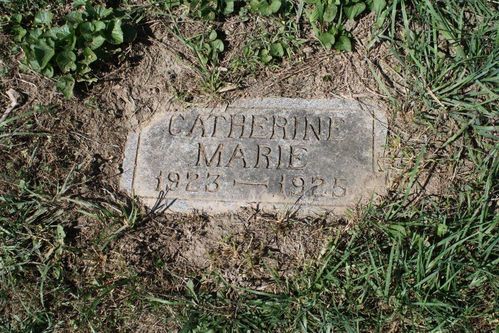 CATHERINE
MARIE
1923 — 1925